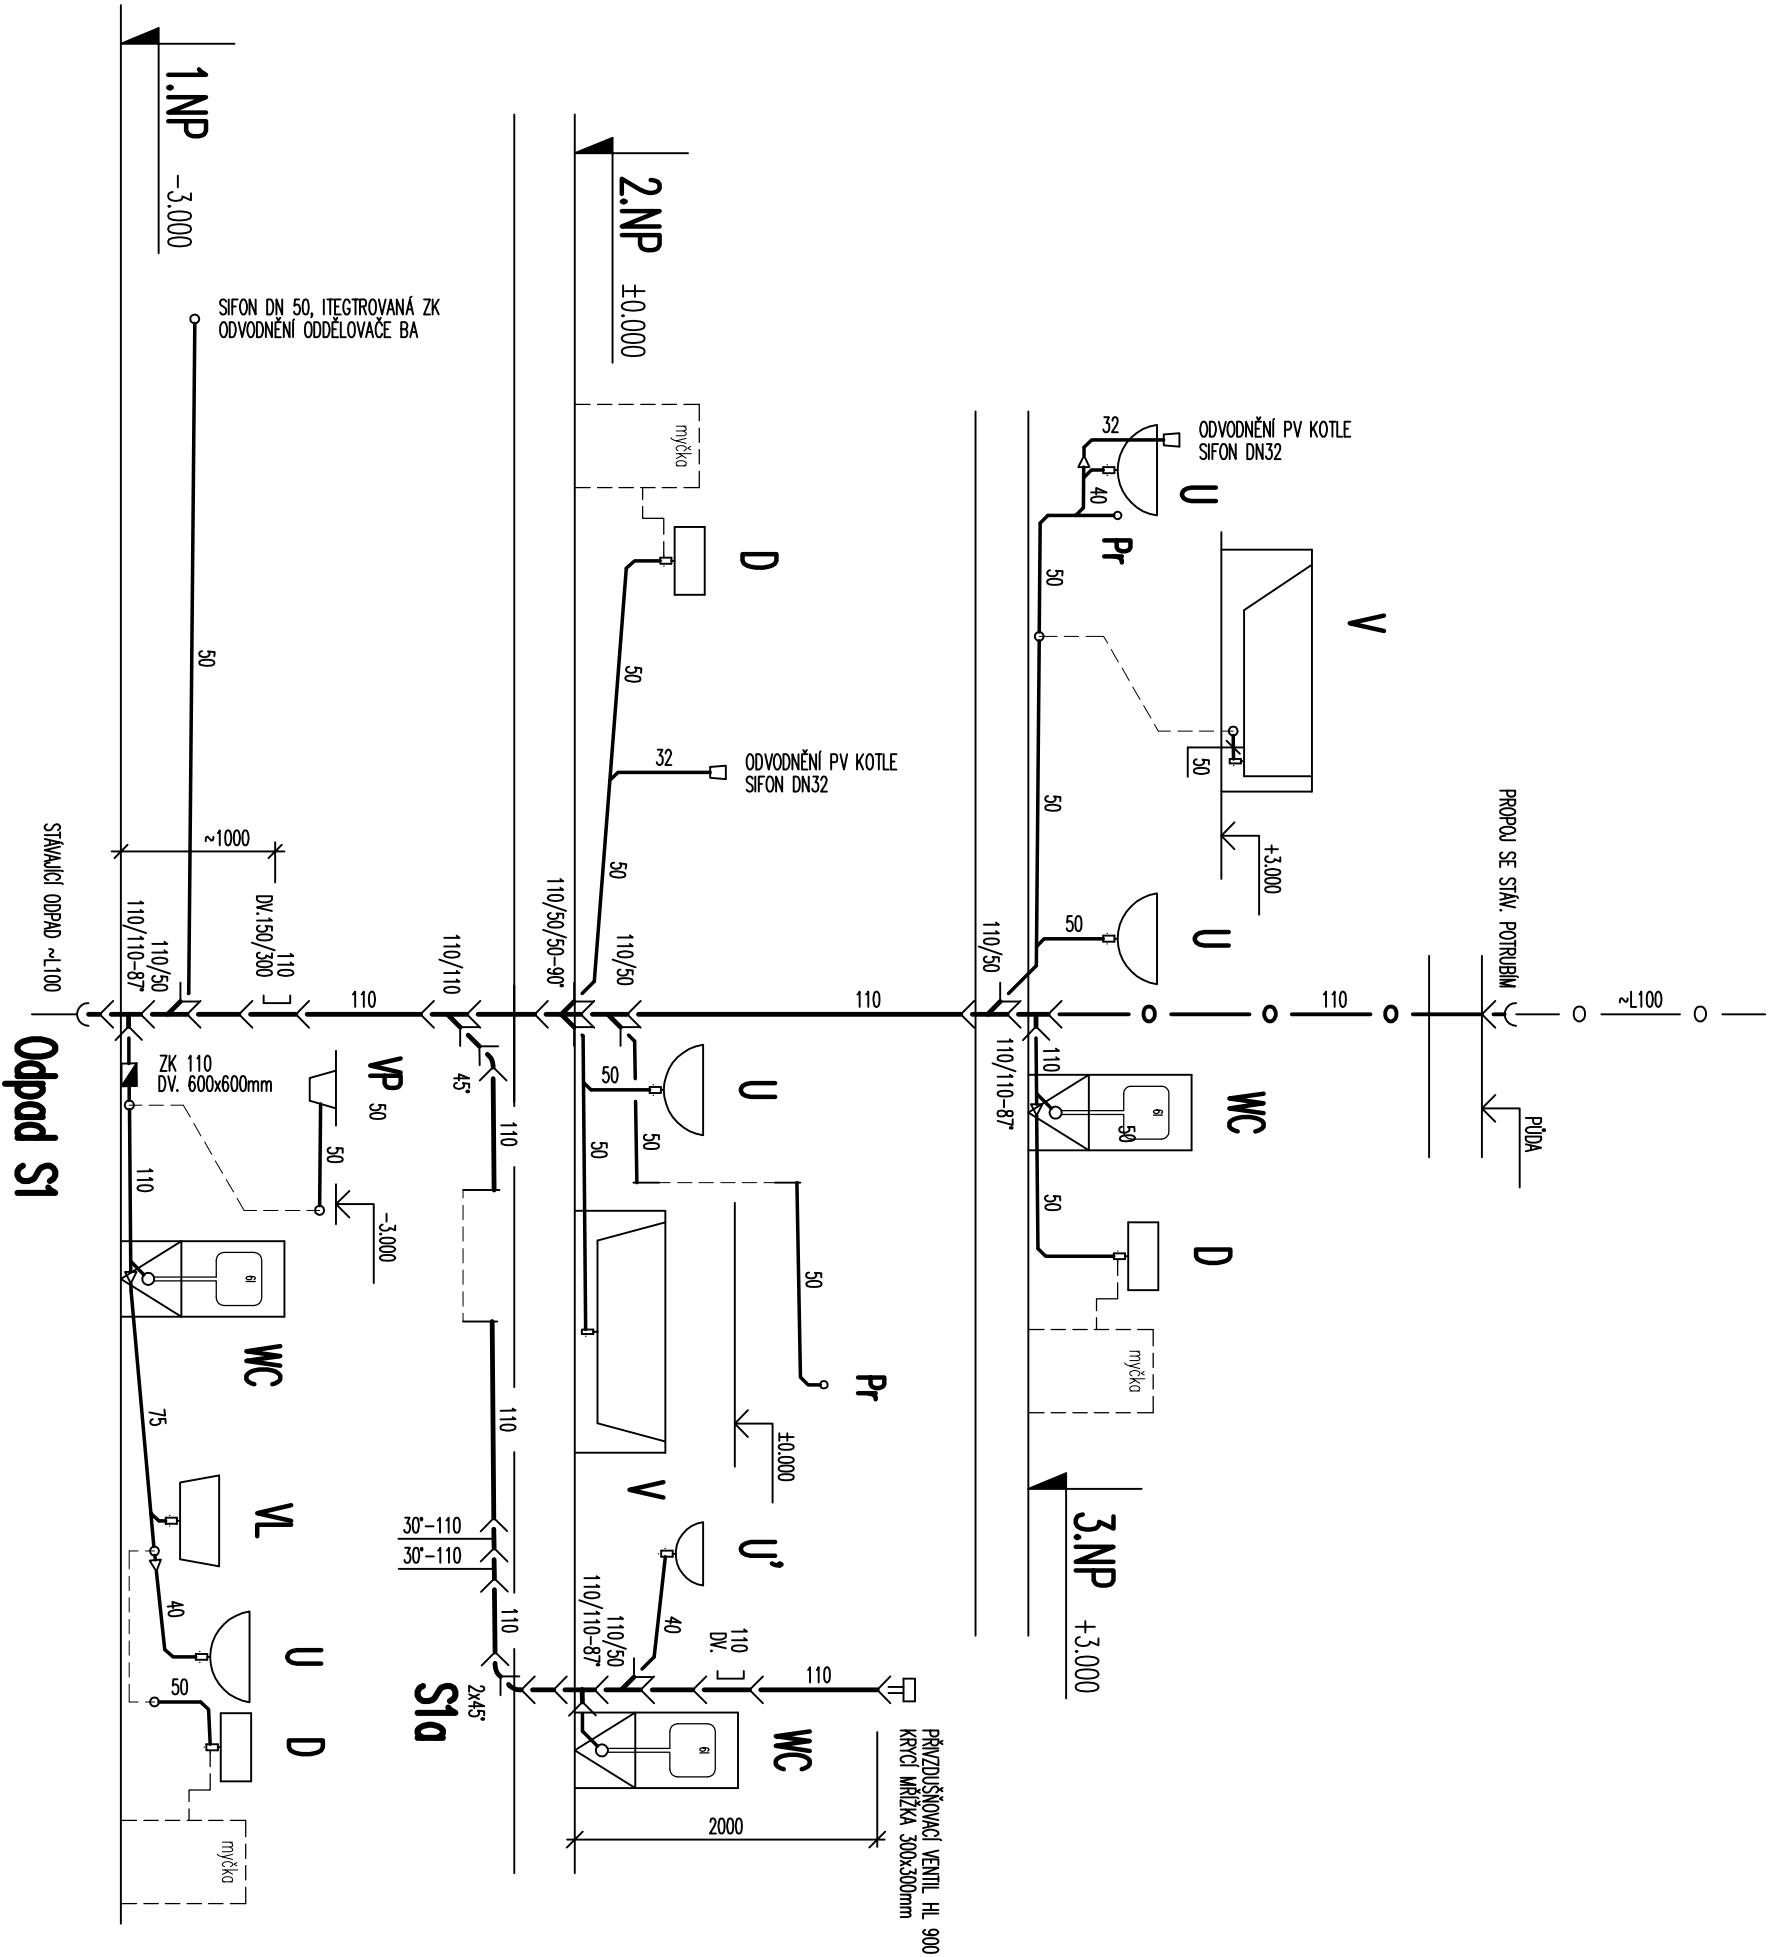 PROPOJ SE STÁV. POTRUBÍM
~L100
PŮDA
110
V
+3.000
50
ODVODNĚNÍ PV KOTLE
SIFON DN32
32
U
40
Pr
50
50
U
50
110/50
110
110/110-87°
WC
6l
50
50
D
myčka
3.NP
+3.000
2.NP
±0.000
myčka
D
50
ODVODNĚNÍ PV KOTLE
SIFON DN32
32
50
110/50/50-90°
110/50
110
U
50
50
50
50
Pr
±0.000
V
U'
40
110/110-87°
110/50
110
DV.
110
WC
6l
2000
PŘIVZDUŠŇOVACÍ VENTIL HL 900
KRYCÍ MŘÍŽKA 300x300mm
110/110
45°
110
110
30°-110
30°-110
110
2x45°
S1a
1.NP
-3.000
SIFON DN 50, ITEGTROVANÁ ZK
ODVODNĚNÍ ODDĚLOVAČE BA
50
~1000
110
DV.150/300
110/50
110/110-87°
110
STÁVAJÍCÍ ODPAD ~L100
Odpad S1
ZK 110
DV. 600x600mm
VP
50
50
-3.000
110
WC
6l
75
VL
40
U
50
D
myčka